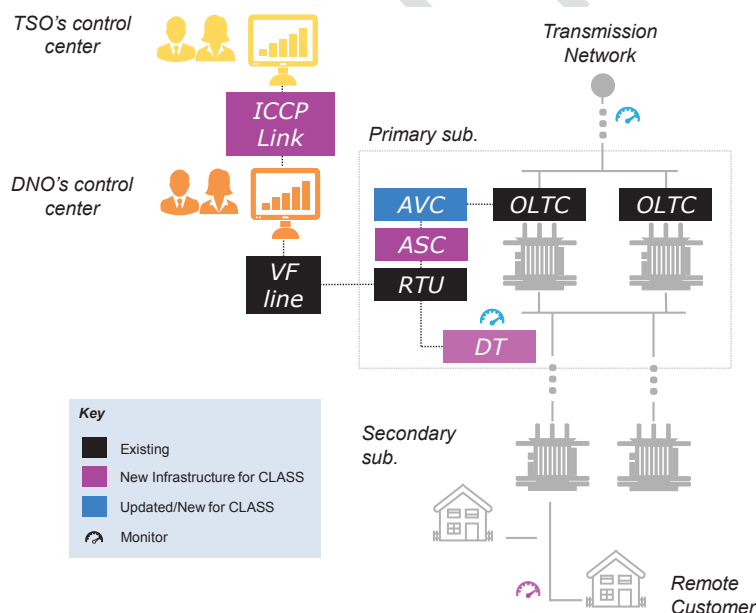 TSO's control
center
ICCP
Link
DNO's control
center
VF
line
Transmission
Network
Primary sub.
AVC
OLTC
OLTC
ASC
RTU
DT
Secondary
sub.
Key
Existing
New Infrastructure for CLASS
Updated/New for CLASS
Monitor
Remote
Customer